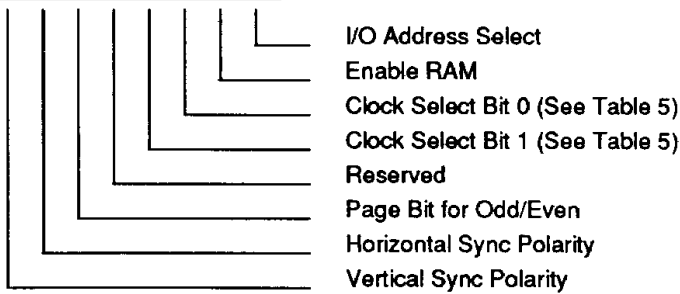 I/O Address Select
Enable RAM
Clock Select Bit 0 (See Table 5)
Clock Select Bit 1 (See Table 5)
Reserved
Page Bit for Odd/Even
Horizontal Sync Polarity
Vertical Sync Polarity